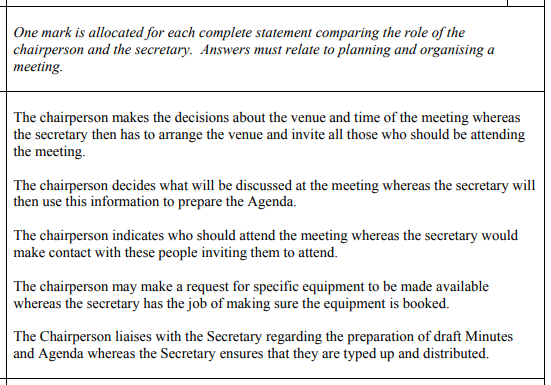 One mark is allocated for each complete statement comparing the role of the
chairperson and the secretary.  Answers must relate to planning and organising a
meeting.
The chairperson makes the decisions about the venue and time of the meeting whereas
the secretary then has to arrange the venue and invite all those who should be attending
the meeting.
The chairperson decides what will be discussed at the meeting whereas the secretary will
then use this information to prepare the Agenda.
The chairperson indicates who should attend the meeting whereas the secretary would
make contact with these people inviting them to attend.
The chairperson may make a request for specific equipment to be made available
whereas the secretary has the job of making sure the equipment is booked.
The Chairperson liaises with the Secretary regarding the preparation of draft Minutes
and Agenda whereas the Secretary ensures that they are typed up and distributed.